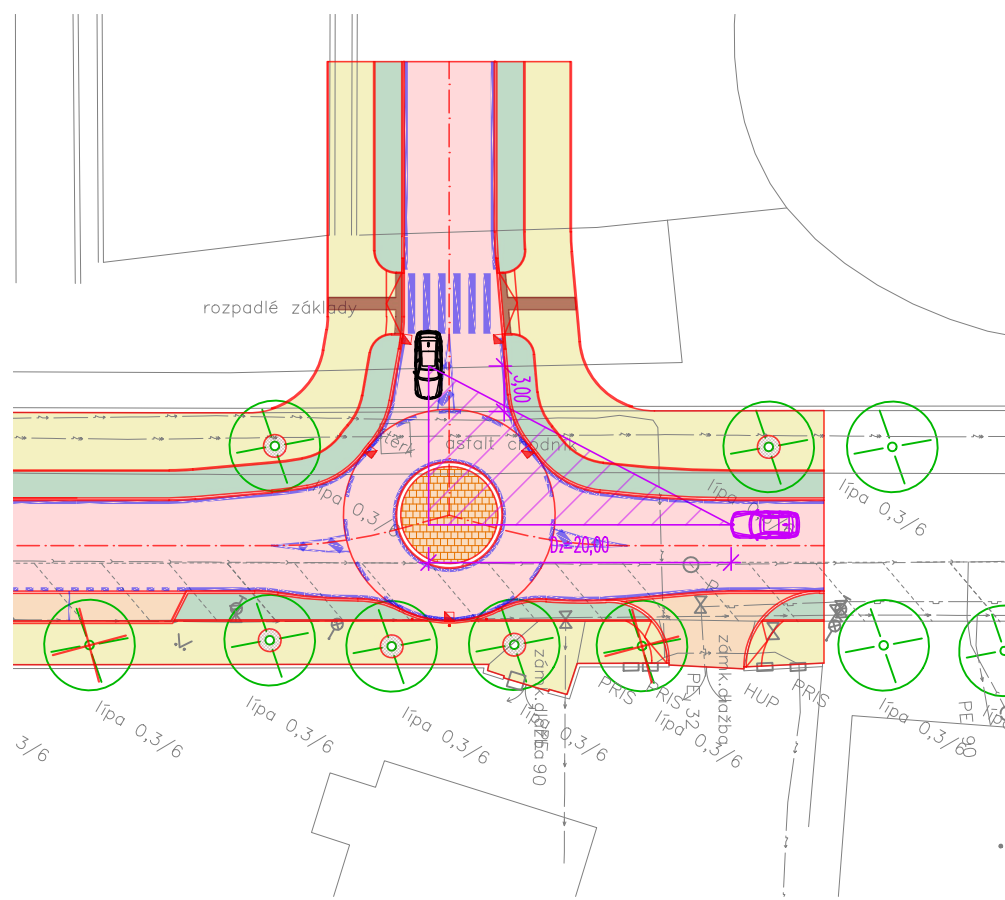 rozpadlé základy
3,00
štěrk
asfalt chodník
lípa 0,3/6
lípa 0,3/6
Dz=20,00
P
zámk.dlažba
PE 90
zámk.dlažba
PE 32
PRIS
PRIS
HUP
PRIS
PE 90
lípa 0,3/6
lípa 0,3/6
lípa 0,3/6
lípa 0,3/6
lípa 0,3/6
lípa 0,3/6
3/6